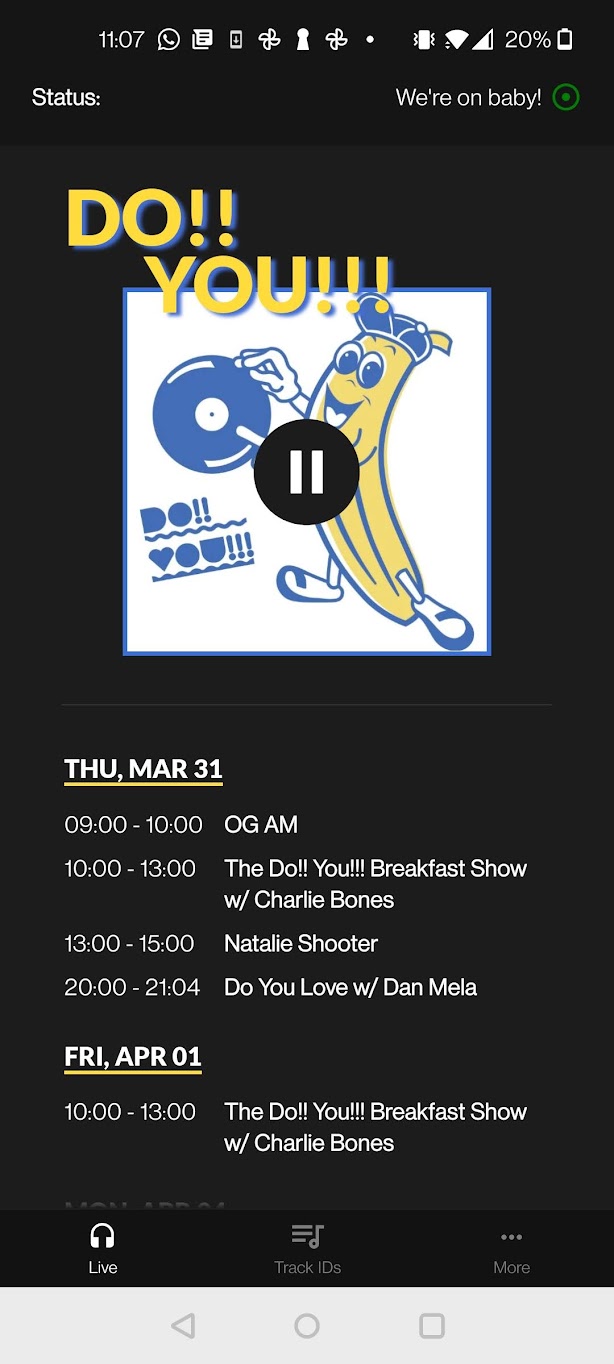 11:07 20%
Status: We're on baby!
DO!!
YOU!!!
DO!!
YOU!!!
THU, MAR 31
09:00 - 10:00 OG AM
10:00 - 13:00 The Do!! You!!! Breakfast Show
w/ Charlie Bones
13:00 - 15:00 Natalie Shooter
20:00 - 21:04 Do You Love w/ Dan Mela
FRI, APR 01
10:00 - 13:00 The Do!! You!!! Breakfast Show
w/ Charlie Bones
MON, APR 04
Live Track IDs More